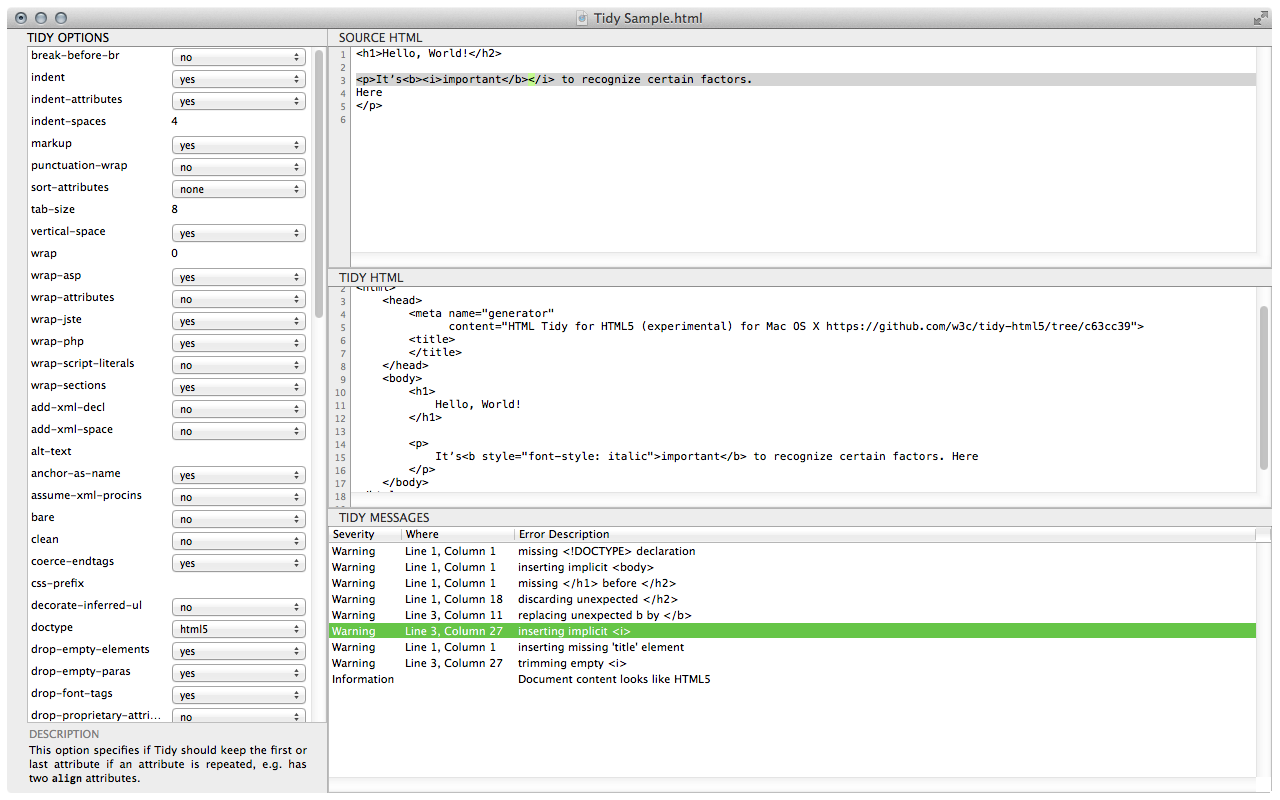 Tidy Sample.html
TIDY OPTIONS
break-before-br no
indent yes
indent-attributes yes
indent-spaces 4
markup yes
punctuation-wrap no
sort-attributes none
tab-size 8
vertical-space yes
wrap 0
wrap-asp yes
wrap-attributes no
wrap-jste yes
wrap-php yes
wrap-script-literals no
wrap-sections yes
add-xml-decl no
add-xml-space no
alt-text
anchor-as-name yes
assume-xml-procins no
bare no
clean no
coerce-endtags yes
css-prefix
decorate-inferred-ul no
doctype html5
drop-empty-elements yes
drop-empty-paras yes
drop-font-tags yes
drop-proprietary-attri... no
DESCRIPTION
This option specifies if Tidy should keep the first or
last attribute if an attribute is repeated, e.g. has
two align attributes.
SOURCE HTML
1 <h1>Hello, World!</h2>
2
3 <p>It’s<b><i>important</b></i> to recognize certain factors.
4 Here
5 </p>
6
TIDY HTML
2 <html>
3 <head>
4 <meta name="generator"
5 content="HTML Tidy for HTML5 (experimental) for Mac OS X https://github.com/w3c/tidy-html5/tree/c63cc39">
6 <title>
7 </title>
8 </head>
9 <body>
10 <h1>
11 Hello, World!
12 </h1>
13
14 <p>
15 It’s<b style="font-style: italic">important</b> to recognize certain factors. Here
16 </p>
17 </body>
18
TIDY MESSAGES
Severity Where Error Description
Warning Line 1, Column 1 missing <!DOCTYPE> declaration
Warning Line 1, Column 1 inserting implicit <body>
Warning Line 1, Column 1 missing </h1> before </h2>
Warning Line 1, Column 18 discarding unexpected </h2>
Warning Line 3, Column 11 replacing unexpected b by </b>
Warning Line 3, Column 27 inserting implicit <i>
Warning Line 1, Column 1 inserting missing 'title' element
Warning Line 3, Column 27 trimming empty <i>
Information Document content looks like HTML5